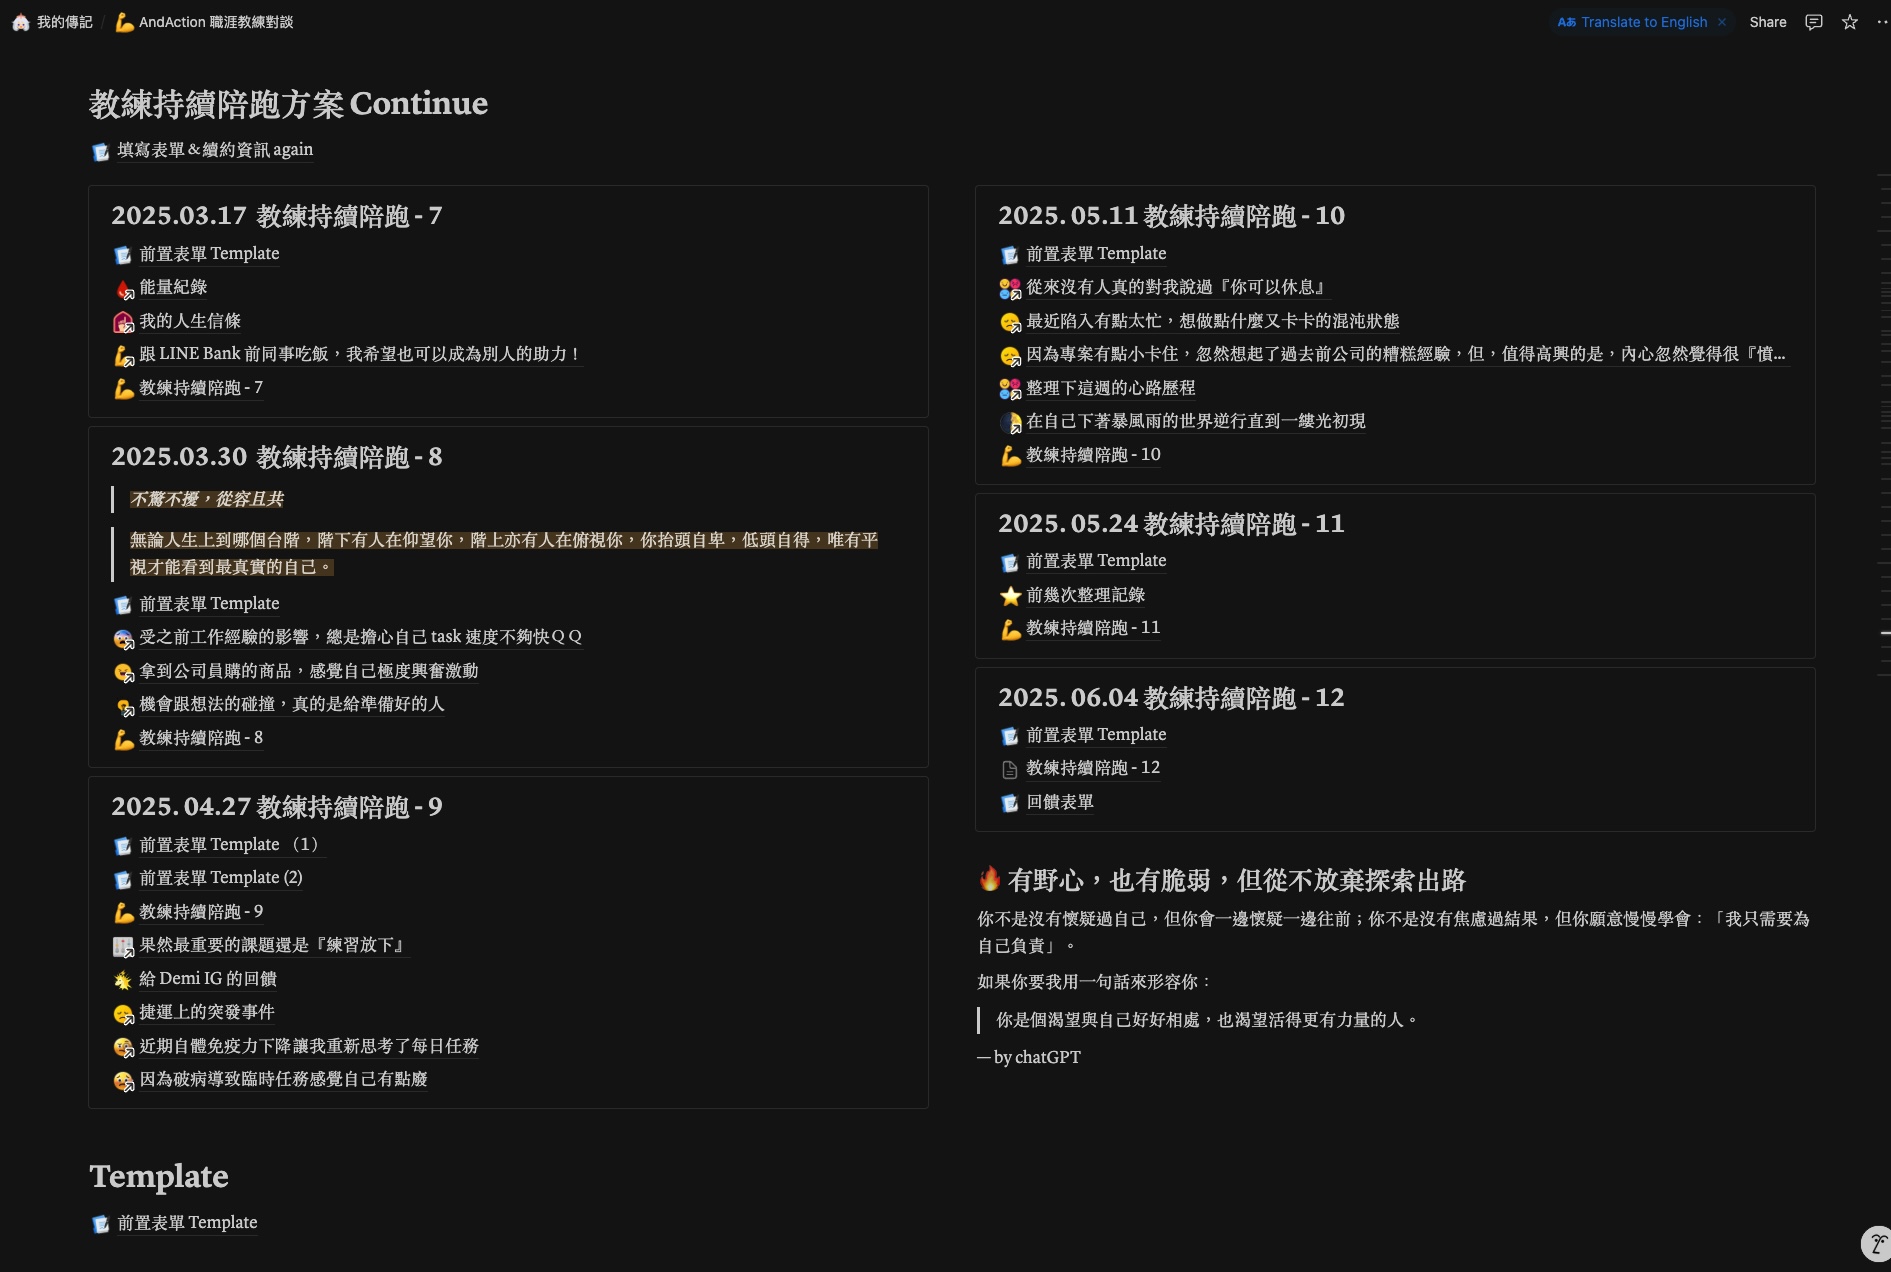 我的傳記 / AndAction 職涯教練對談
Translate to English
Share
教練持續陪跑方案 Continue
填寫表單＆續約資訊 again
2025.03.17 教練持續陪跑 - 7
前置表單 Template
能量紀錄
我的人生信條
跟 LINE Bank 前同事吃飯，我希望也可以成為別人的助力！
教練持續陪跑 - 7
2025.03.30 教練持續陪跑 - 8
不驚不擾，從容且共
無論人生上到哪個台階，階下有人在仰望你，階上亦有人在俯視你，你抬頭自卑，低頭自得，唯有平
視才能看到最真實的自己。
前置表單 Template
受之前工作經驗的影響，總是擔心自己 task 速度不夠快ＱＱ
拿到公司員購的商品，感覺自己極度興奮激動
機會跟想法的碰撞，真的是給準備好的人
教練持續陪跑 - 8
2025. 04.27 教練持續陪跑 - 9
前置表單 Template （1）
前置表單 Template (2)
教練持續陪跑 - 9
果然最重要的課題還是『練習放下』
給 Demi IG 的回饋
捷運上的突發事件
近期自體免疫力下降讓我重新思考了每日任務
因為破病導致臨時任務感覺自己有點廢
2025. 05.11 教練持續陪跑 - 10
前置表單 Template
從來沒有人真的對我說過『你可以休息』
最近陷入有點太忙，想做點什麼又卡卡的混沌狀態
因為專案有點小卡住，忽然想起了過去前公司的糟糕經驗，但，值得高興的是，內心忽然覺得很『憤...
整理下這週的心路歷程
在自己下著暴風雨的世界逆行直到一縷光初現
教練持續陪跑 - 10
2025. 05.24 教練持續陪跑 - 11
前置表單 Template
前幾次整理記錄
教練持續陪跑 - 11
2025. 06.04 教練持續陪跑 - 12
前置表單 Template
教練持續陪跑 - 12
回饋表單
有野心，也有脆弱，但從不放棄探索出路
你不是沒有懷疑過自己，但你會一邊懷疑一邊往前；你不是沒有焦慮過結果，但你願意慢慢學會：「我只需要為
自己負責」。
如果你要我用一句話來形容你：
你是個渴望與自己好好相處，也渴望活得更有力量的人。
— by chatGPT
Template
前置表單 Template